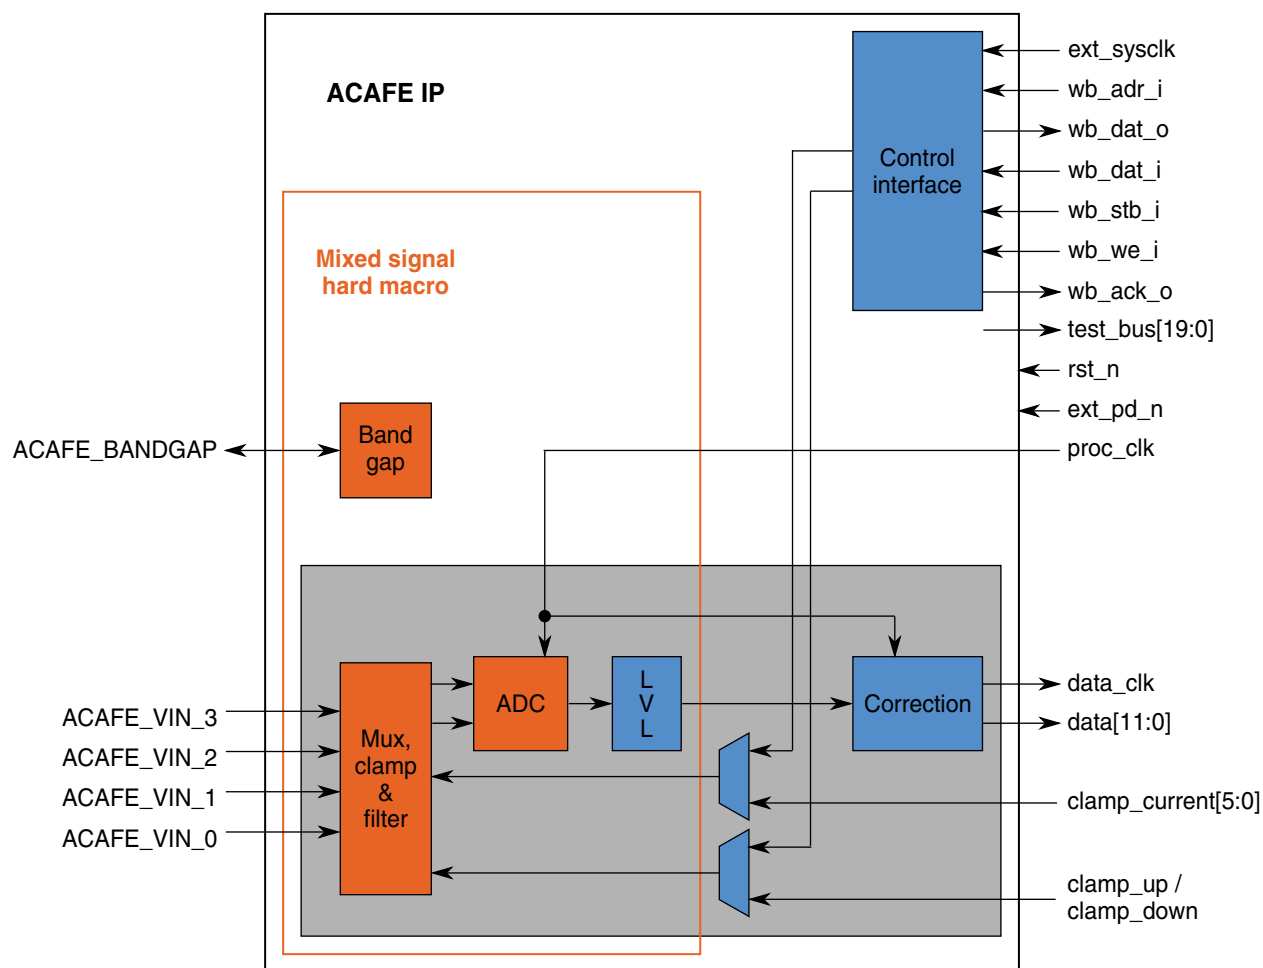 ACAFE IP
ext_sysclk
wb_adr_i
wb_dat_o
Control
interface
wb_dat_i
wb_stb_i
wb_we_i
wb_ack_o
test_bus[19:0]
rst_n
ext_pd_n
proc_clk
Mixed signal
hard macro
ACAFE_BANDGAP
Band
gap
ACAFE_VIN_3
ACAFE_VIN_2
ACAFE_VIN_1
ACAFE_VIN_0
Mux,
clamp
&
filter
ADC
L
V
L
Correction
data_clk
data[11:0]
clamp_current[5:0]
clamp_up /
clamp_down